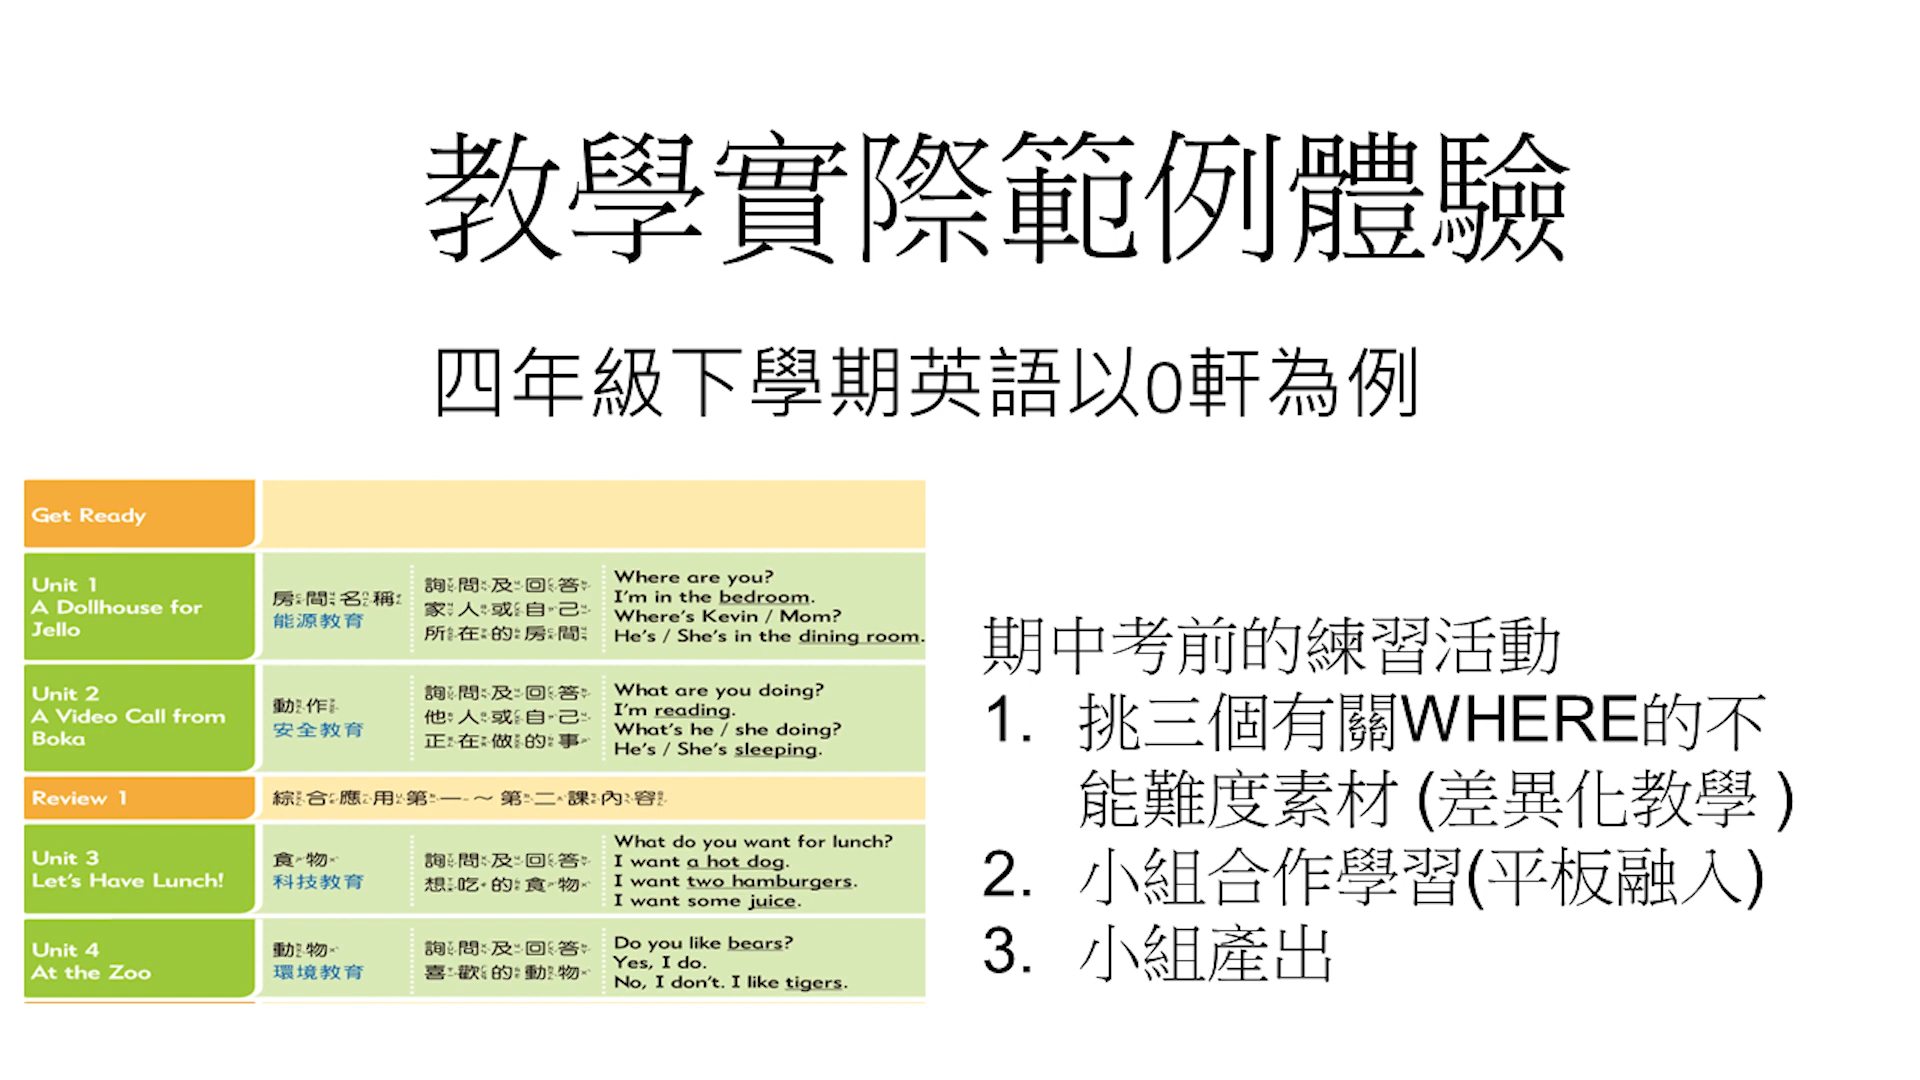 教學實際範例體驗
四年級下學期英語以0軒為例
Get Ready
Unit 1
A Dollhouse for
Jello
房間名稱
能源教育
詢問及回答
家人或自己
所在的房間
Where are you?
I'm in the bedroom.
Where's Kevin / Mom?
He's / She's in the dining room.
Unit 2
A Video Call from
Boka
動作
安全教育
詢問及回答
他人或自己
正在做的事
What are you doing?
I'm reading.
What's he / she doing?
He's / She's sleeping.
Review 1
綜合應用第一～第二課內容
Unit 3
Let's Have Lunch!
食物
科技教育
詢問及回答
想吃的食物
What do you want for lunch?
I want a hot dog.
I want two hamburgers.
I want some juice.
Unit 4
At the Zoo
動物
環境教育
詢問及回答
喜歡的動物
Do you like bears?
Yes, I do.
No, I don't. I like tigers.
期中考前的練習活動
1. 挑三個有關WHERE的不
能難度素材 (差異化教學 )
2. 小組合作學習(平板融入)
3. 小組產出